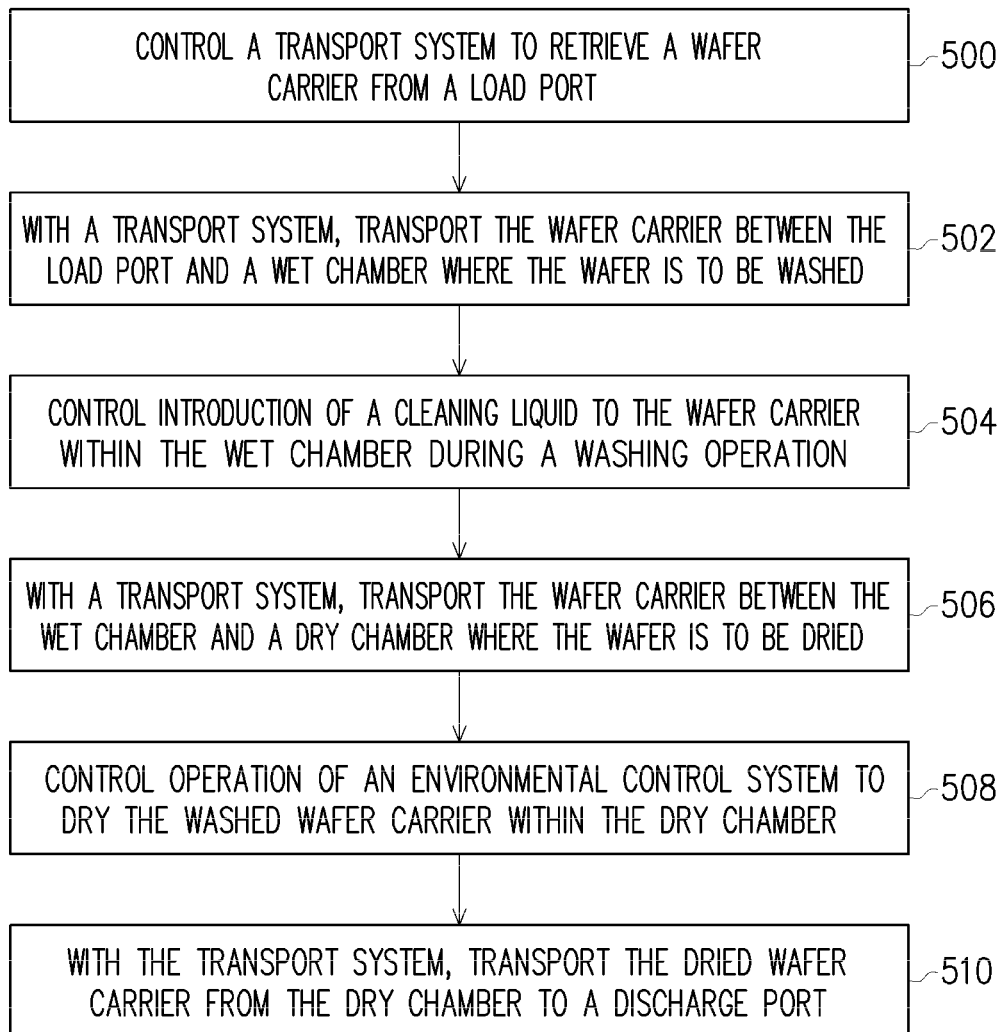 CONTROL A TRANSPORT SYSTEM TO RETRIEVE A WAFER
CARRIER FROM A LOAD PORT
500
WITH A TRANSPORT SYSTEM, TRANSPORT THE WAFER CARRIER BETWEEN THE
LOAD PORT AND A WET CHAMBER WHERE THE WAFER IS TO BE WASHED
502
CONTROL INTRODUCTION OF A CLEANING LIQUID TO THE WAFER CARRIER
WITHIN THE WET CHAMBER DURING A WASHING OPERATION
504
WITH A TRANSPORT SYSTEM, TRANSPORT THE WAFER CARRIER BETWEEN THE
WET CHAMBER AND A DRY CHAMBER WHERE THE WAFER IS TO BE DRIED
506
CONTROL OPERATION OF AN ENVIRONMENTAL CONTROL SYSTEM TO
DRY THE WASHED WAFER CARRIER WITHIN THE DRY CHAMBER
508
WITH THE TRANSPORT SYSTEM, TRANSPORT THE DRIED WAFER
CARRIER FROM THE DRY CHAMBER TO A DISCHARGE PORT
510